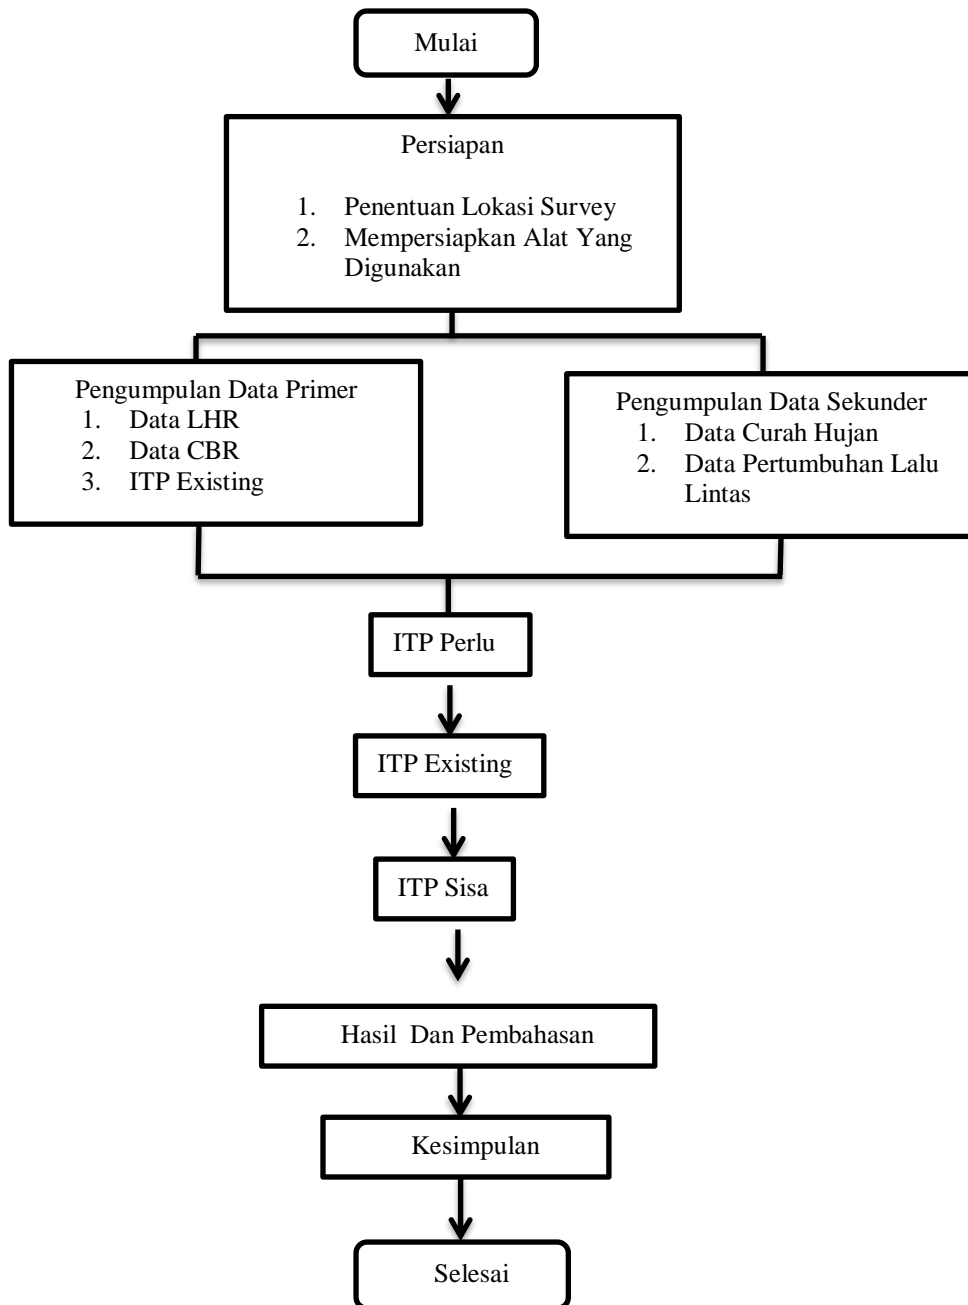 Mulai
Persiapan
1. Penentuan Lokasi Survey
2. Mempersiapkan Alat Yang
Digunakan
Pengumpulan Data Primer
1. Data LHR
2. Data CBR
3. ITP Existing
Pengumpulan Data Sekunder
1. Data Curah Hujan
2. Data Pertumbuhan Lalu
Lintas
ITP Perlu
ITP Existing
ITP Sisa
Hasil Dan Pembahasan
Kesimpulan
Selesai